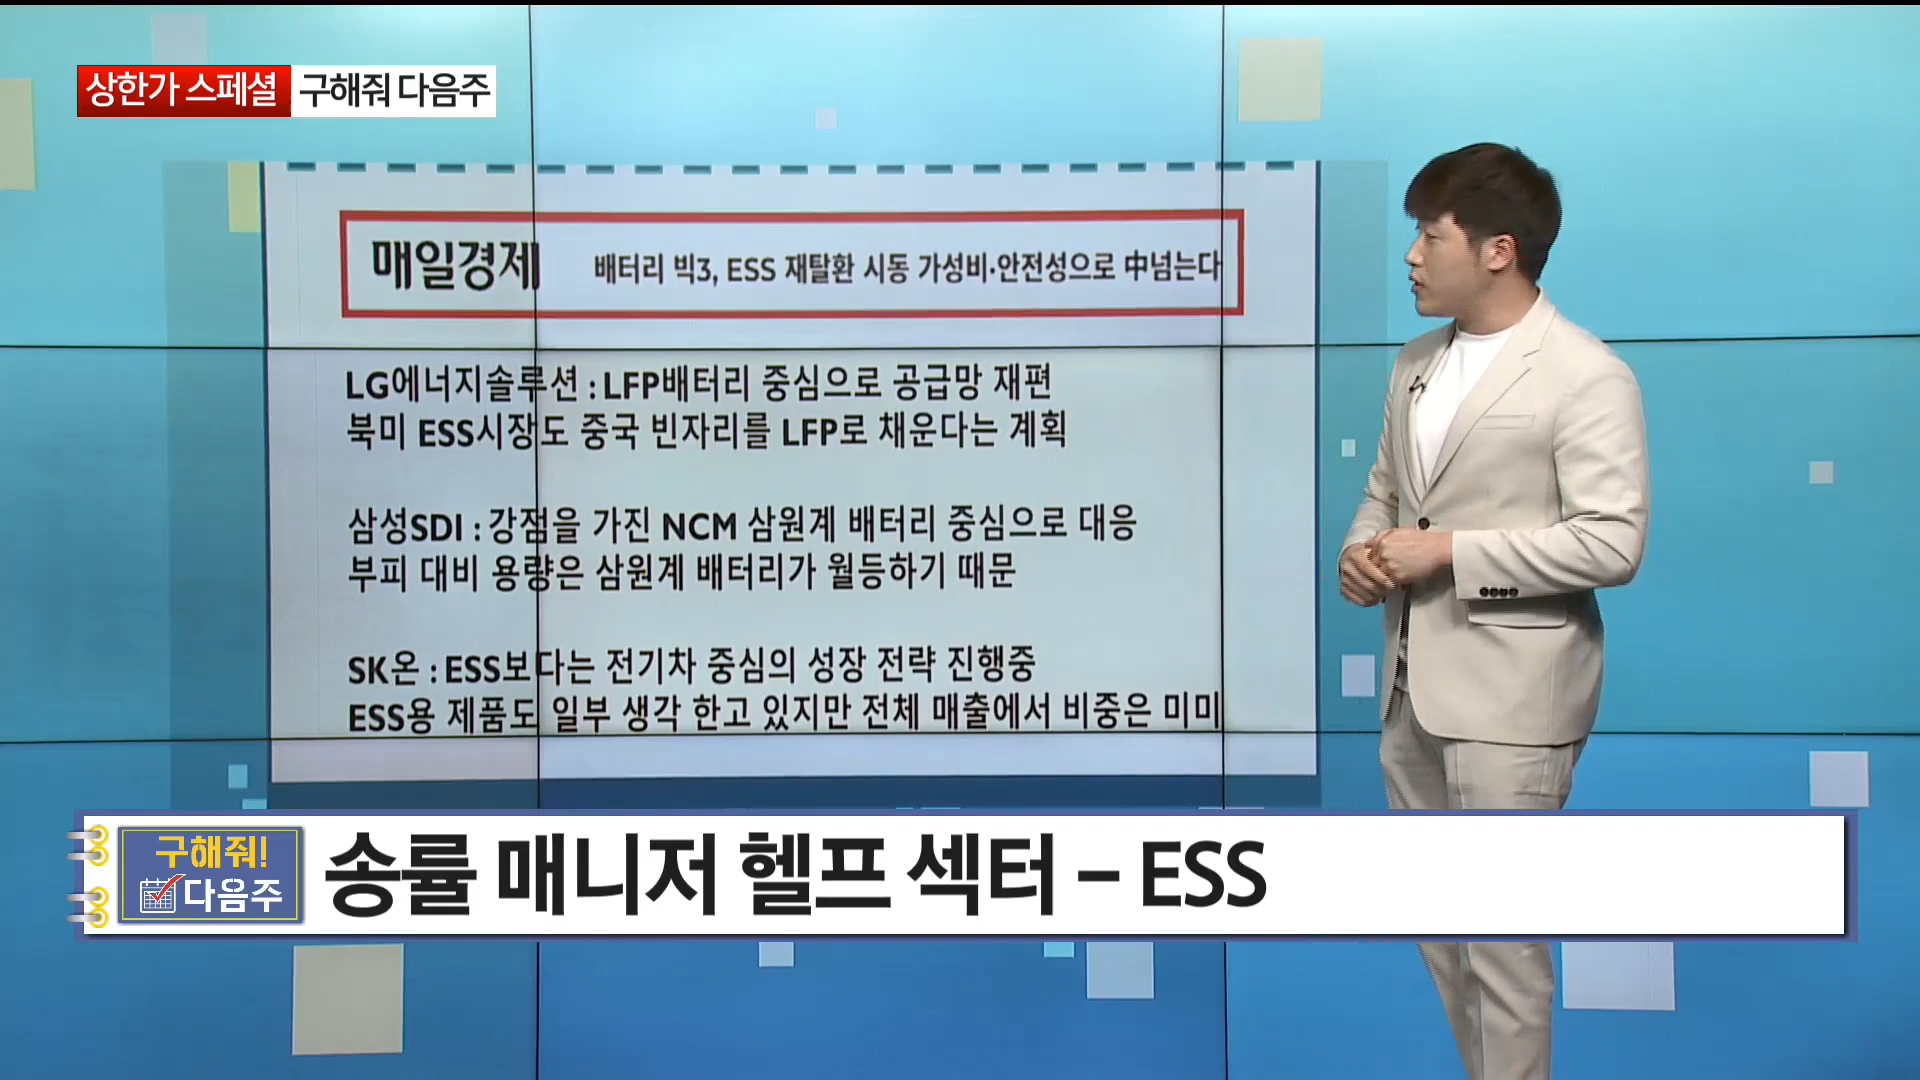 상한가 스페셜 구해줘 다음주
매일경제 배터리 빅3, ESS 재탈환 시동 가성비·안전성으로 中넘는다
LG에너지솔루션 : LFP배터리 중심으로 공급망 재편
북미 ESS시장도 중국 빈자리를 LFP로 채운다는 계획
삼성SDI : 강점을 가진 NCM 삼원계 배터리 중심으로 대응
부피 대비 용량은 삼원계 배터리가 월등하기 때문
SK온 : ESS보다는 전기차 중심의 성장 전략 진행중
ESS용 제품도 일부 생각 한고 있지만 전체 매출에서 비중은 미미
구해줘!
다음주
송률 매니저 헬프 섹터 – ESS